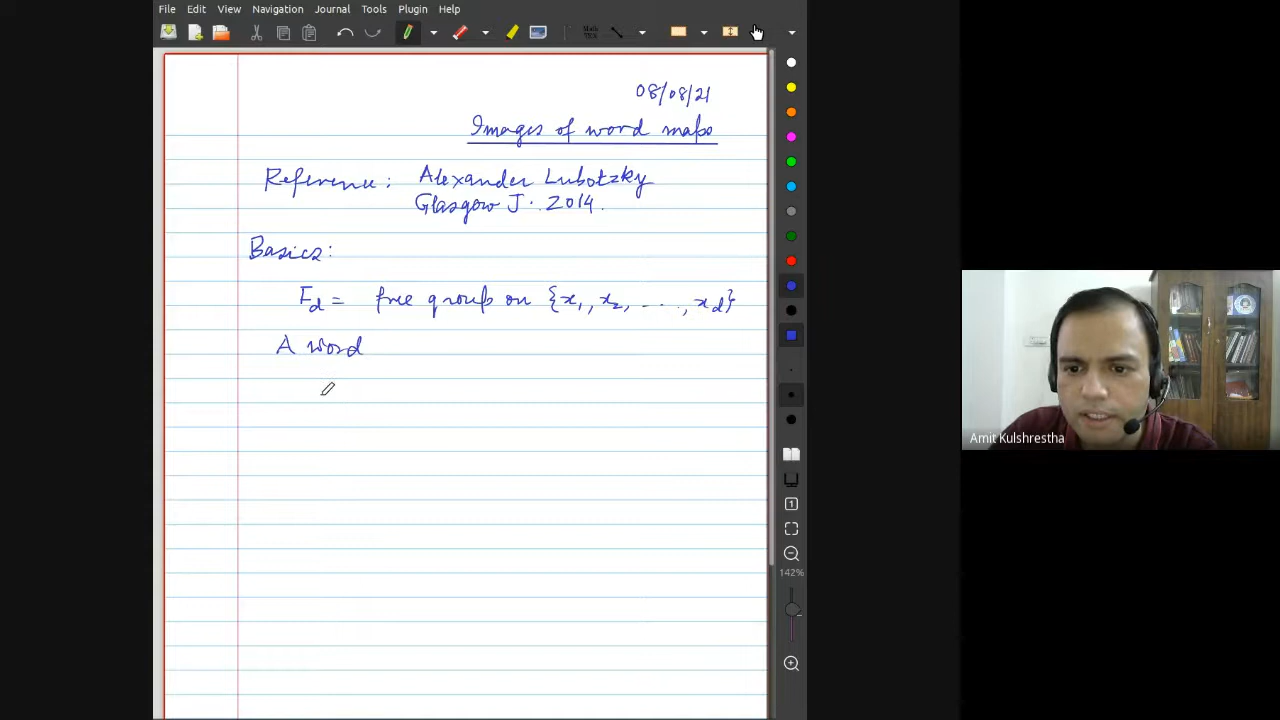 File Edit View Navigation Journal Tools Plugin Help
08/08/21
Images of word maps
Reference: Alexander Lubotzky
Glasgow J. 2014.
Basics:
F_d = free group on {x_1, x_2, ...., x_d}
A word
1
142%
Amit Kulshrestha